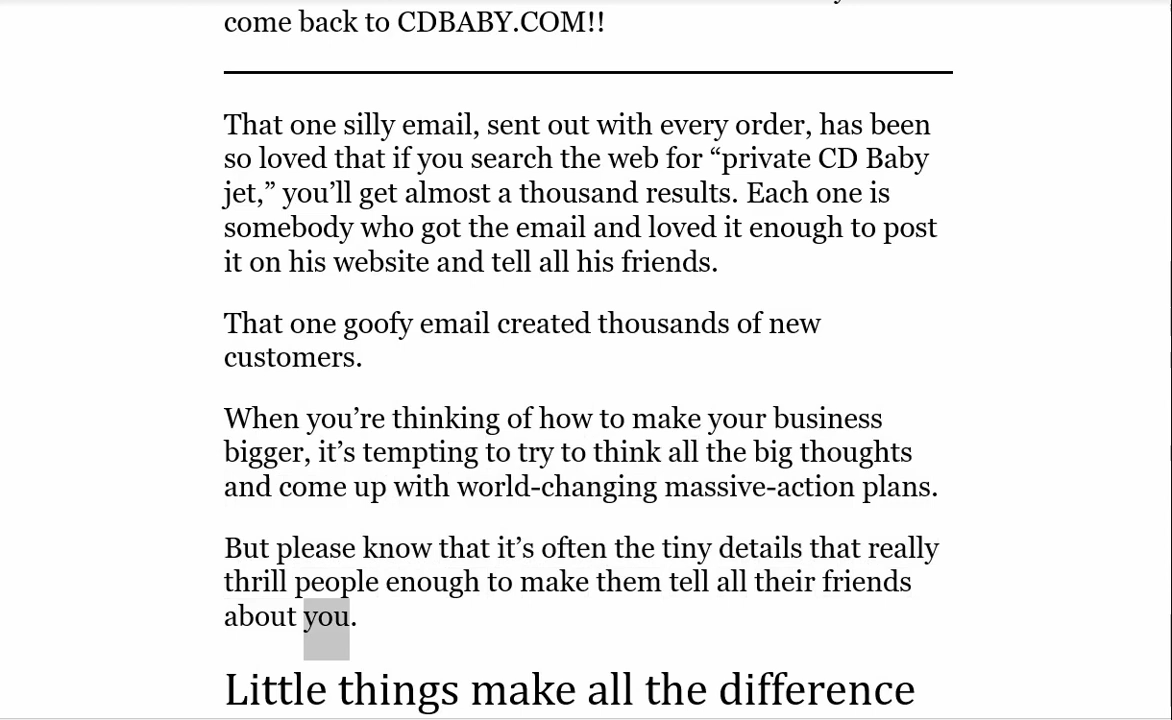 come back to CDBABY.COM!!
That one silly email, sent out with every order, has been
so loved that if you search the web for “private CD Baby
jet,” you’ll get almost a thousand results. Each one is
somebody who got the email and loved it enough to post
it on his website and tell all his friends.
That one goofy email created thousands of new
customers.
When you’re thinking of how to make your business
bigger, it’s tempting to try to think all the big thoughts
and come up with world-changing massive-action plans.
But please know that it’s often the tiny details that really
thrill people enough to make them tell all their friends
about you.
Little things make all the difference